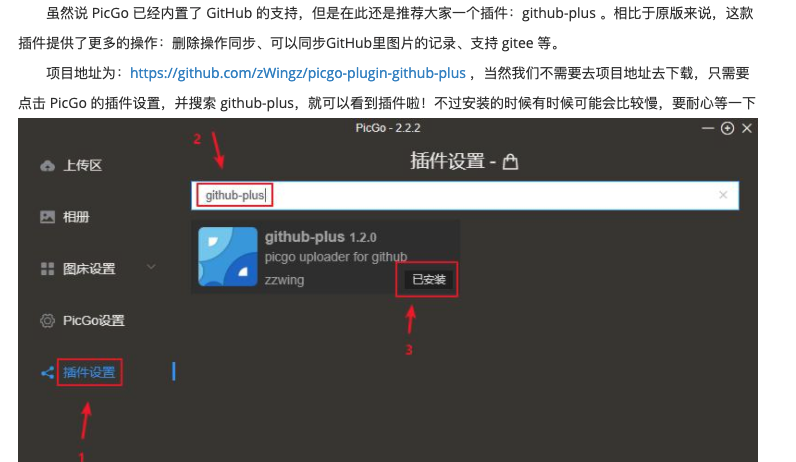 虽然说 PicGo 已经内置了 GitHub 的支持，但是在此还是推荐大家一个插件：github-plus 。相比于原版来说，这款
插件提供了更多的操作：删除操作同步、可以同步GitHub里图片的记录、支持 gitee 等。
项目地址为：https://github.com/zWingz/picgo-plugin-github-plus ，当然我们不需要去项目地址去下载，只需要
点击 PicGo 的插件设置，并搜索 github-plus，就可以看到插件啦！不过安装的时候有时候可能会比较慢，要耐心等一下
PicGo - 2.2.2
2
上传区
插件设置 -
github-plus
相册
github-plus 1.2.0
picgo uploader for github
图床设置
zzwing
已安装
PicGo设置
3
插件设置
1